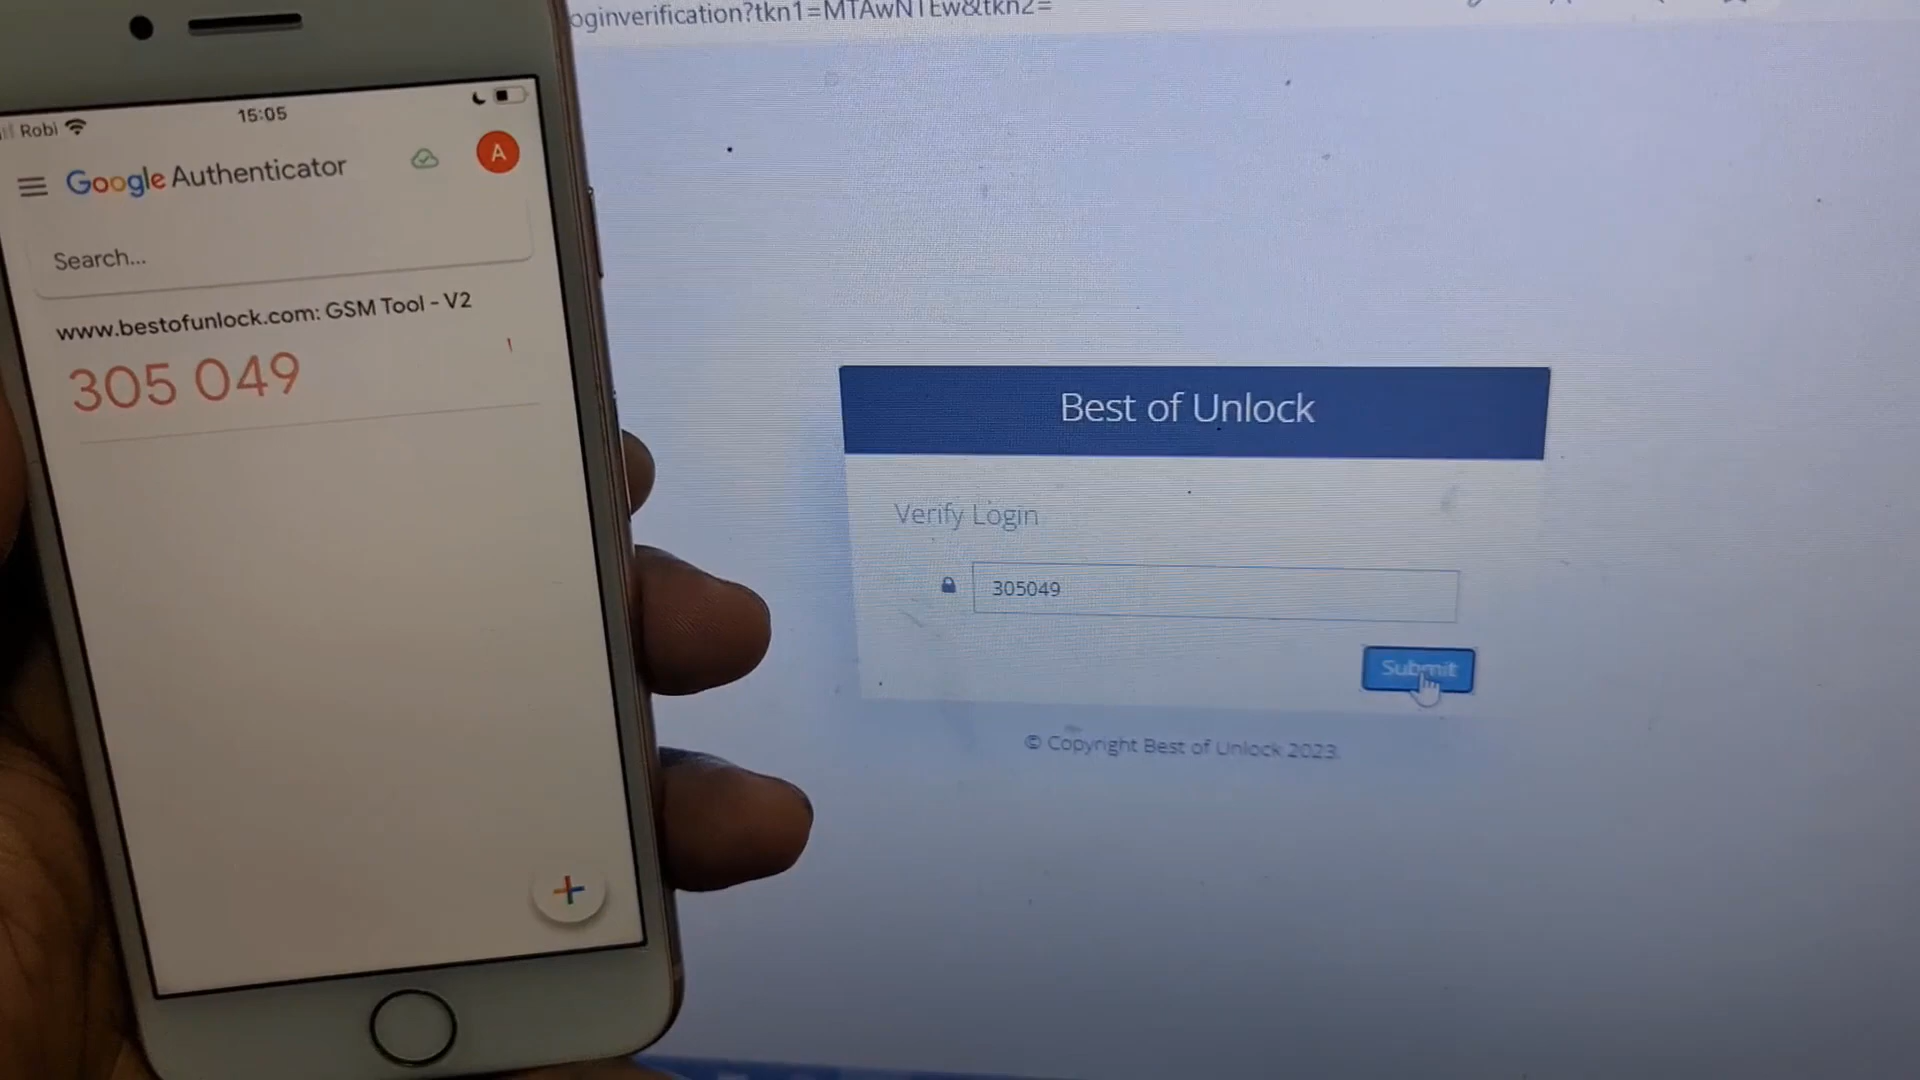 oginverification?tkn1=MTAwNTEw&tkn2=
Robi
15:05
Google Authenticator
A
Search...
www.bestofunlock.com: GSM Tool - V2
305 049
Best of Unlock
Verify Login
305049
Submit
© Copyright Best of Unlock 2023.